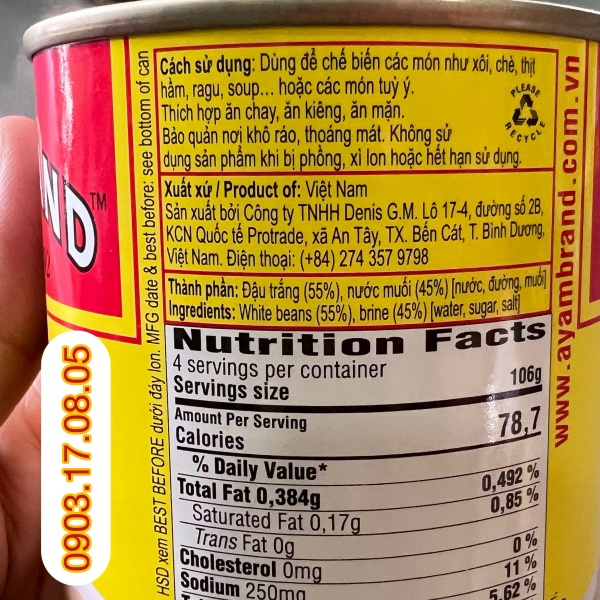 AND™
Cách sử dụng: Dùng để chế biến các món như xôi, chè, thịt
hầm, ragu, soup... hoặc các món tuỳ ý.
Thích hợp ăn chay, ăn kiêng, ăn mặn.
Bảo quản nơi khô ráo, thoáng mát. Không sử
dụng sản phẩm khi bị phồng, xì lon hoặc hết hạn sử dụng.
PLEASE
RECYCLE
Xuất xứ / Product of: Việt Nam
Sản xuất bởi Công ty TNHH Denis G.M. Lô 17-4, đường số 2B,
KCN Quốc tế Protrade, xã An Tây, TX. Bến Cát, T. Bình Dương,
Việt Nam. Điện thoại: (+84) 274 357 9798
Thành phần: Đậu trắng (55%), nước muối (45%) [nước, đường, muối]
Ingredients: White beans (55%), brine (45%) [water, sugar, salt]
Nutrition Facts
4 servings per container
Servings size 106g
Amount Per Serving
Calories 78,7
% Daily Value*
Total Fat 0,384g 0,492 %
Saturated Fat 0,17g 0,85 %
Trans Fat 0g
Cholesterol 0mg 0 %
Sodium 250mg 11 %
5,62 %
HSD xem BEST BEFORE dưới đáy lon. MFG date & best before: see bottom of can
www.ayambrand.com.vn
0903.17.08.05